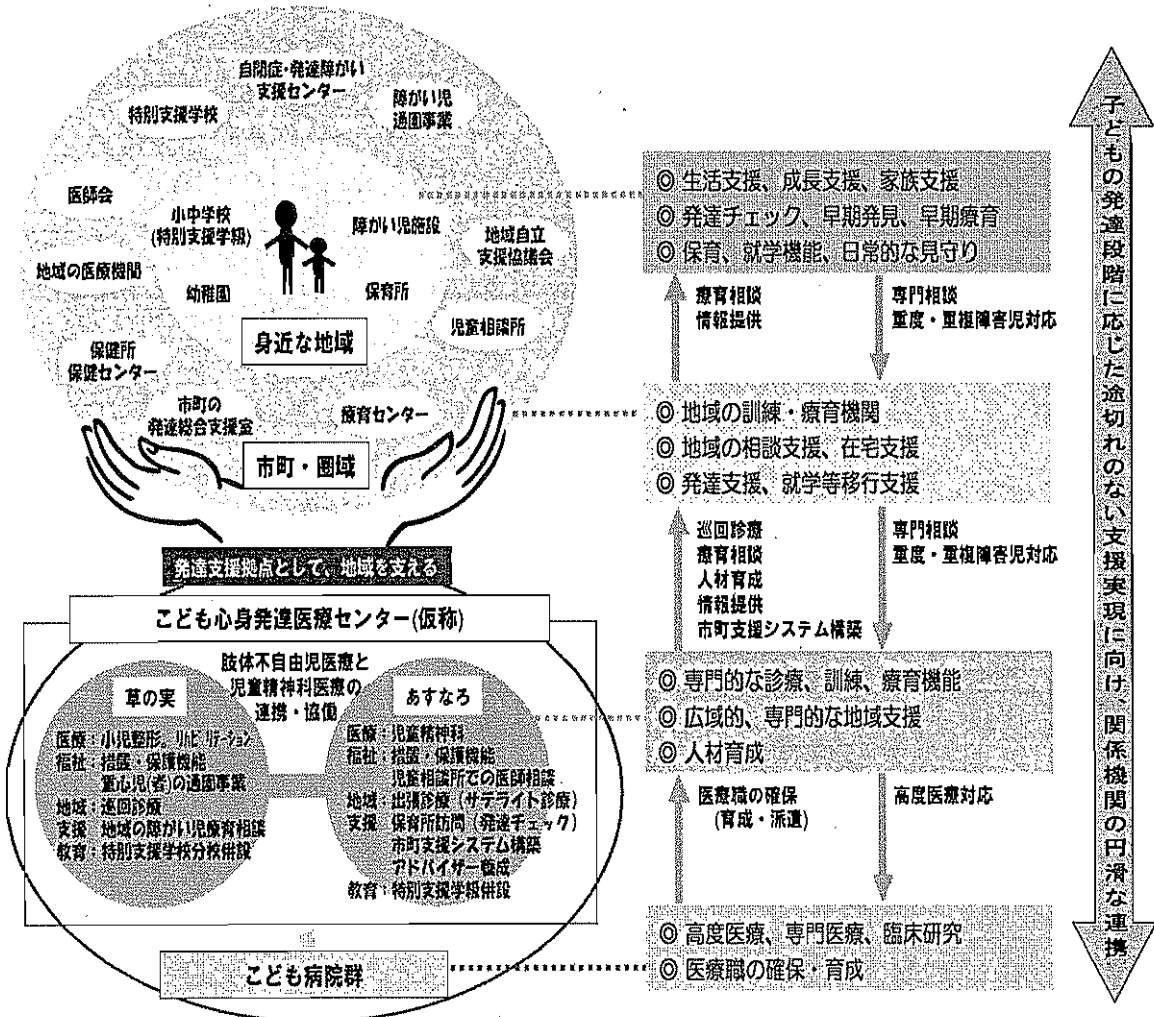 自閉症・発達障がい
支援センター
特別支援学校
障がい児
通園事業
医師会
小中学校
(特別支援学級)
障がい児施設
地域自立
支援協議会
地域の医療機関
幼稚園
保育所
児童相談所
身近な地域
保健所
保健センター
市町の
発達総合支援室
療育センター
市町・圏域
発達支援拠点として、地域を支える
こども心身発達医療センター(仮称)
肢体不自由児医療と
児童精神科医療の
連携・協働
草の実
医療:小児整形。リハビリテーション
福祉:措置・保護機能
重心児(者)の通園事業
地域:巡回診療
支援 地域の障がい児療育相談
教育:特別支援学校分校併設
あすなろ
医療:児童精神科
福祉:措置・保護機能
児童相談所での医師相談
地域:出張診療(サテライト診療)
支援:保育所訪問(発達チェック)
市町支援システム構築
アドバイザー養成
教育:特別支援学級併設
こども病院群
◎ 生活支援、成長支援、家族支援
◎ 発達チェック、早期発見、早期療育
◎ 保育、就学機能、日常的な見守り
療育相談
情報提供
専門相談
重度・重複障害児対応
◎ 地域の訓練・療育機関
◎ 地域の相談支援、在宅支援
◎ 発達支援、就学等移行支援
巡回診療
療育相談
人材育成
情報提供
市町支援システム構築
専門相談
重度・重複障害児対応
◎ 専門的な診療、訓練、療育機能
◎ 広域的、専門的な地域支援
◎ 人材育成
医療職の確保
(育成・派遣)
高度医療対応
◎ 高度医療、専門医療、臨床研究
◎ 医療職の確保・育成
子どもの発達段階に応じた途切れのない支援実現に向け、関係機関の円滑な連携